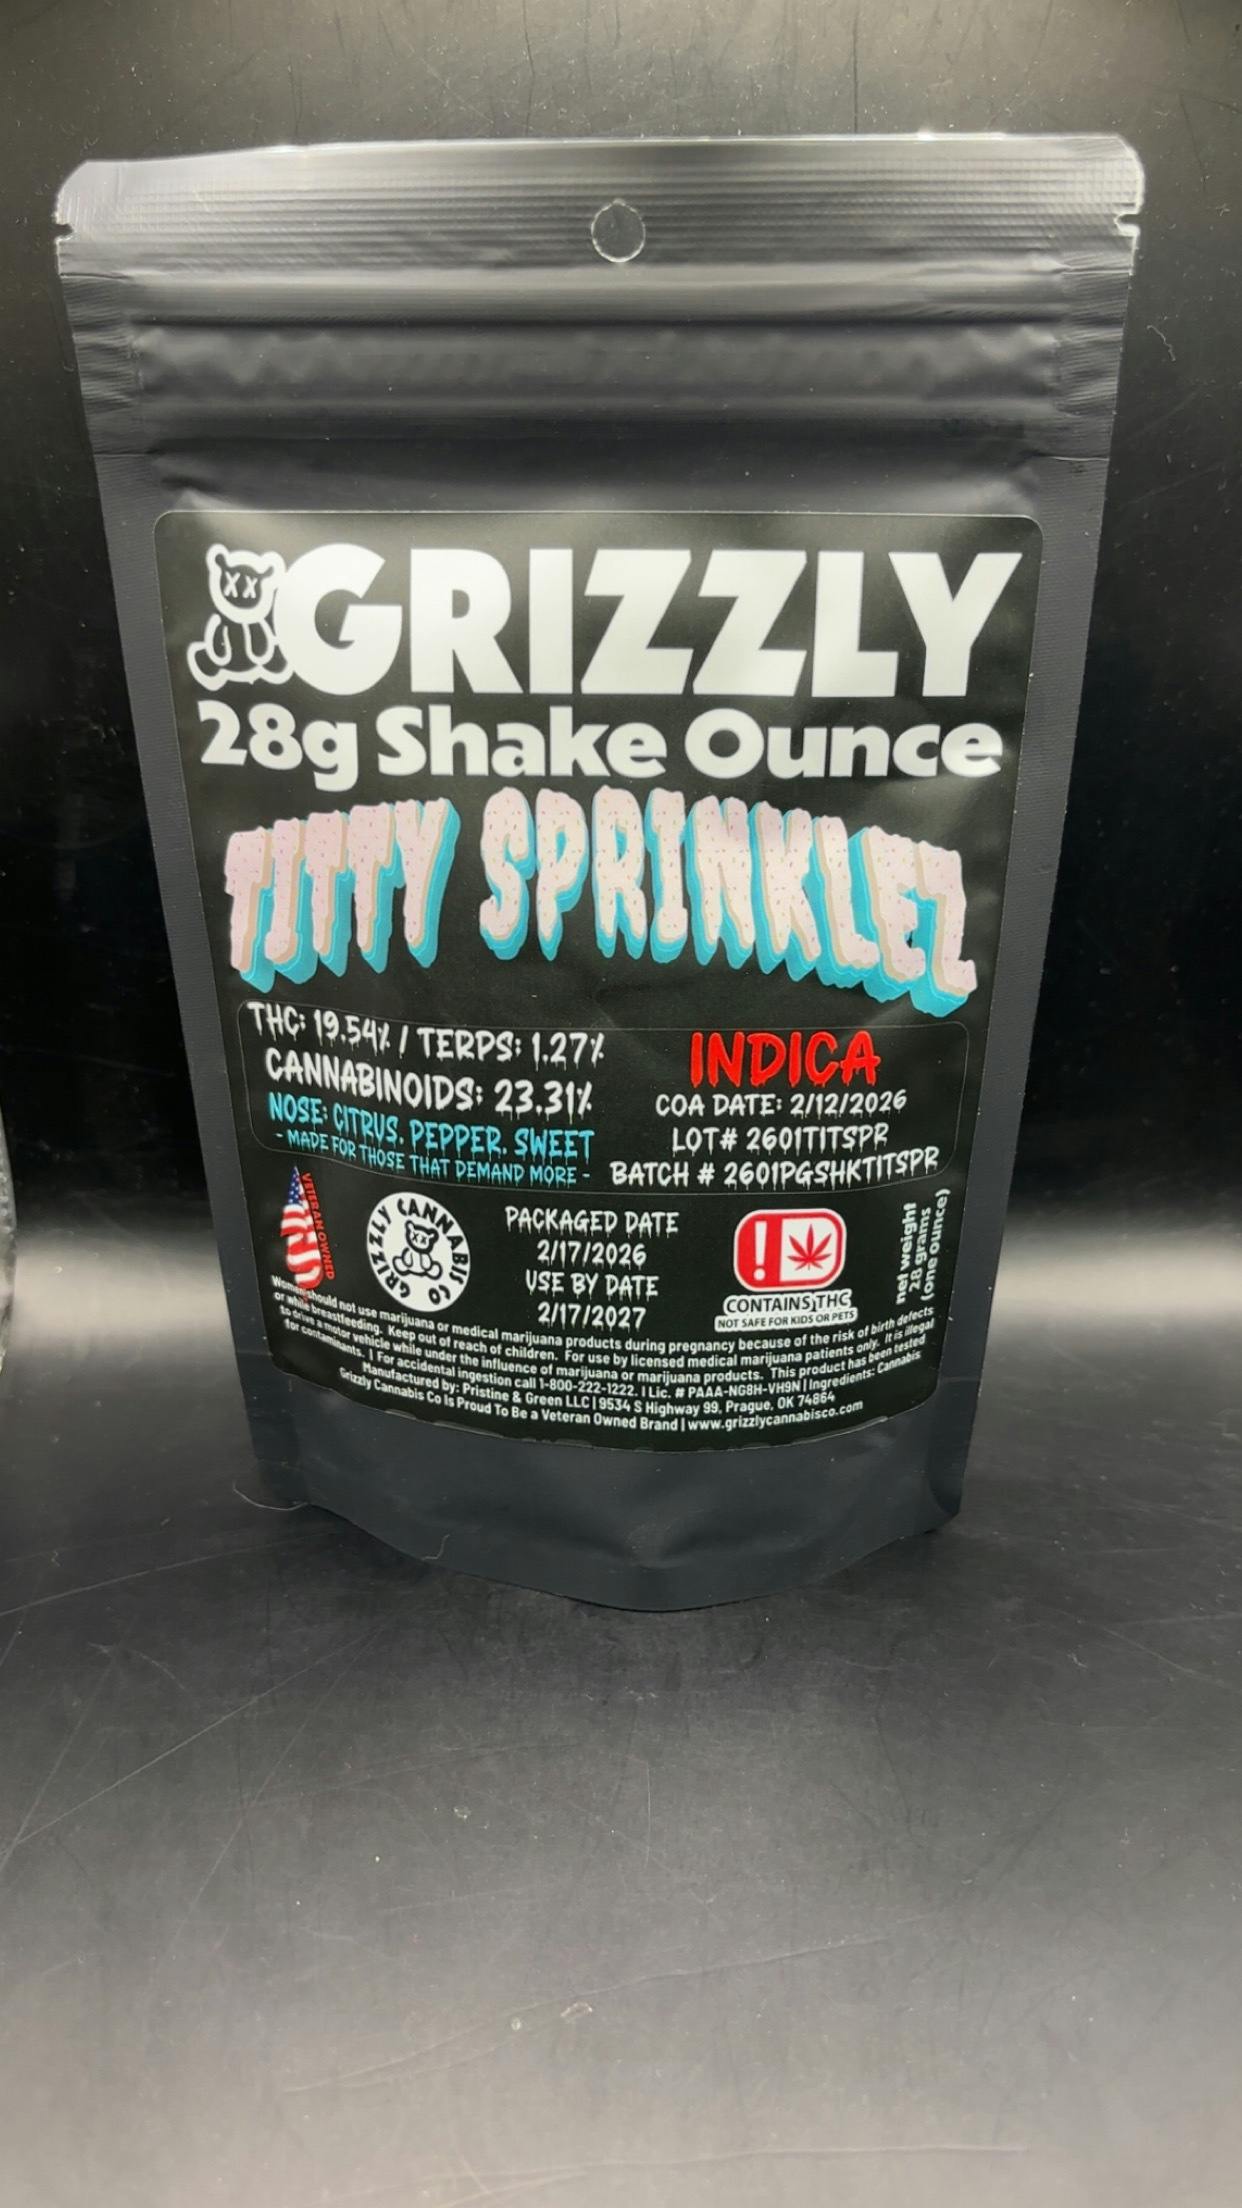 GRIZZLY
28g Shake Ounce
TITTY SPRINKLEZ
THC: 19.54% / TERPS: 1.27%
CANNABINOIDS: 23.31%
NOSE: CITRUS. PEPPER. SWEET
- MADE FOR THOSE THAT DEMAND MORE -
INDICA
COA DATE: 2/12/2026
LOT# 2601TITSPR
BATCH # 2601PGSHKTITSPR
VETERAN OWNED
GRIZZLY CANNABIS CO
PACKAGED DATE
2/17/2026
USE BY DATE
2/17/2027
CONTAINS THC
NOT SAFE FOR KIDS OR PETS
net weight
28 grams
(one ounce)
Women should not use marijuana or medical marijuana products during pregnancy because of the risk of birth defects
or while breastfeeding. Keep out of reach of children. For use by licensed medical marijuana patients only. It is illegal
to drive a motor vehicle while under the influence of marijuana or marijuana products. This product has been tested
for contaminants. | For accidental ingestion call 1-800-222-1222. | Lic. # PAAA-NG8H-VH9N | Ingredients: Cannabis
Manufactured by: Pristine & Green LLC | 9534 S Highway 99, Prague, OK 74864
Grizzly Cannabis Co Is Proud To Be a Veteran Owned Brand | www.grizzlycannabisco.com